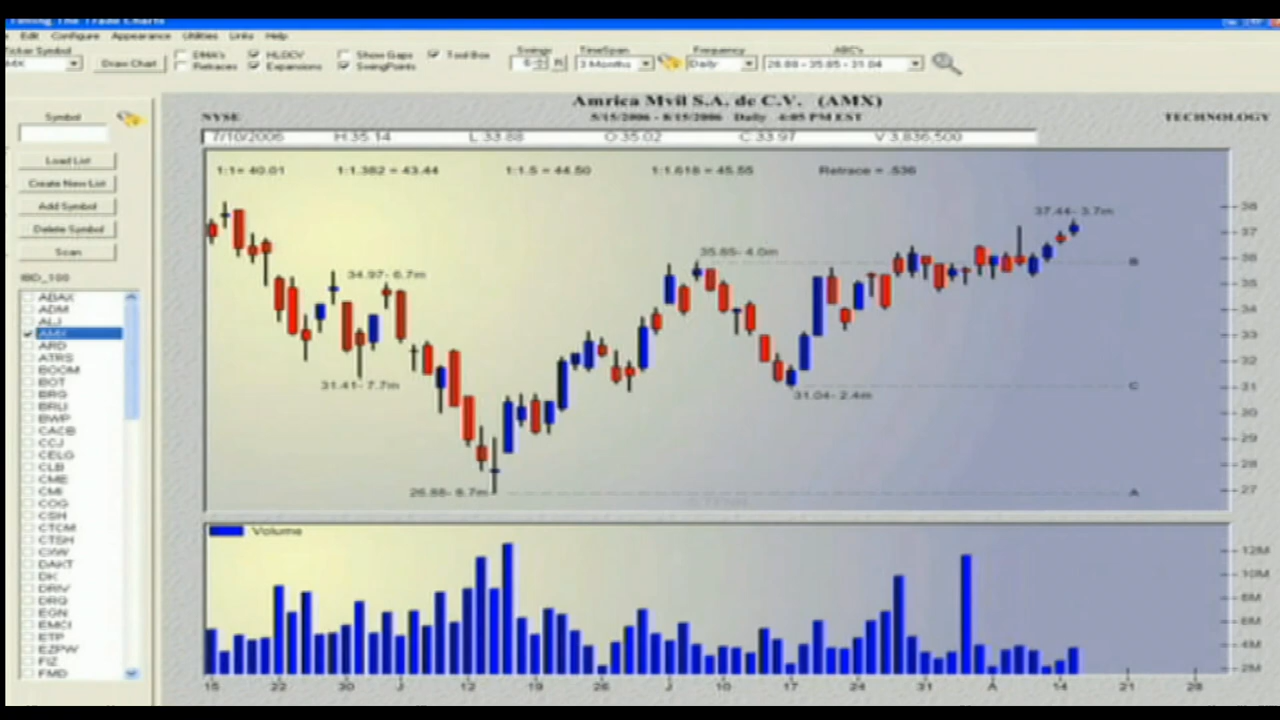 Timing The Trade Charts
Edit Configure Appearance Utilities Links Help
Ticker Symbol
AMX
Draw Chart
DMA's
HLOCV
Show Gaps
Tool Box
Retraces
Expansions
SwingPoints
Swings
6
TimeSpan
3 Months
Frequency
Daily
ABC's
26.88 - 35.85 - 31.04
Symbol
Load List
Create New List
Add Symbol
Delete Symbol
Scan
IBD_100
ABAX
ADM
ALJ
AMX
ARD
ATRS
BOOM
BOT
BRG
BRLI
BWP
CACB
CCJ
CELG
CLB
CME
CMI
COG
CSH
CTCM
CTSH
CXW
DAKT
DK
DRIV
DRQ
EGN
EMCI
ETP
EZPW
FIZ
FMD
Amrica Mvil S.A. de C.V. (AMX)
NYSE
5/15/2006 - 8/15/2006 Daily 4:05 PM EST
TECHNOLOGY
7/10/2006 H:35.14 L:33.88 O:35.02 C:33.97 V:3,836,500
1:1= 40.01 1:1.382 = 43.44 1:1.5 = 44.50 1:1.618 = 45.55 Retrace = .536
37.44- 3.7m
35.85- 4.0m
34.97- 6.7m
31.41- 7.7m
31.04- 2.4m
26.88- 8.7m
B
C
A
38
37
36
35
34
33
32
31
30
29
28
27
Volume
12M
10M
8M
6M
4M
2M
15 22 30 J 12 19 26 J 10 17 24 31 A 14 21 28